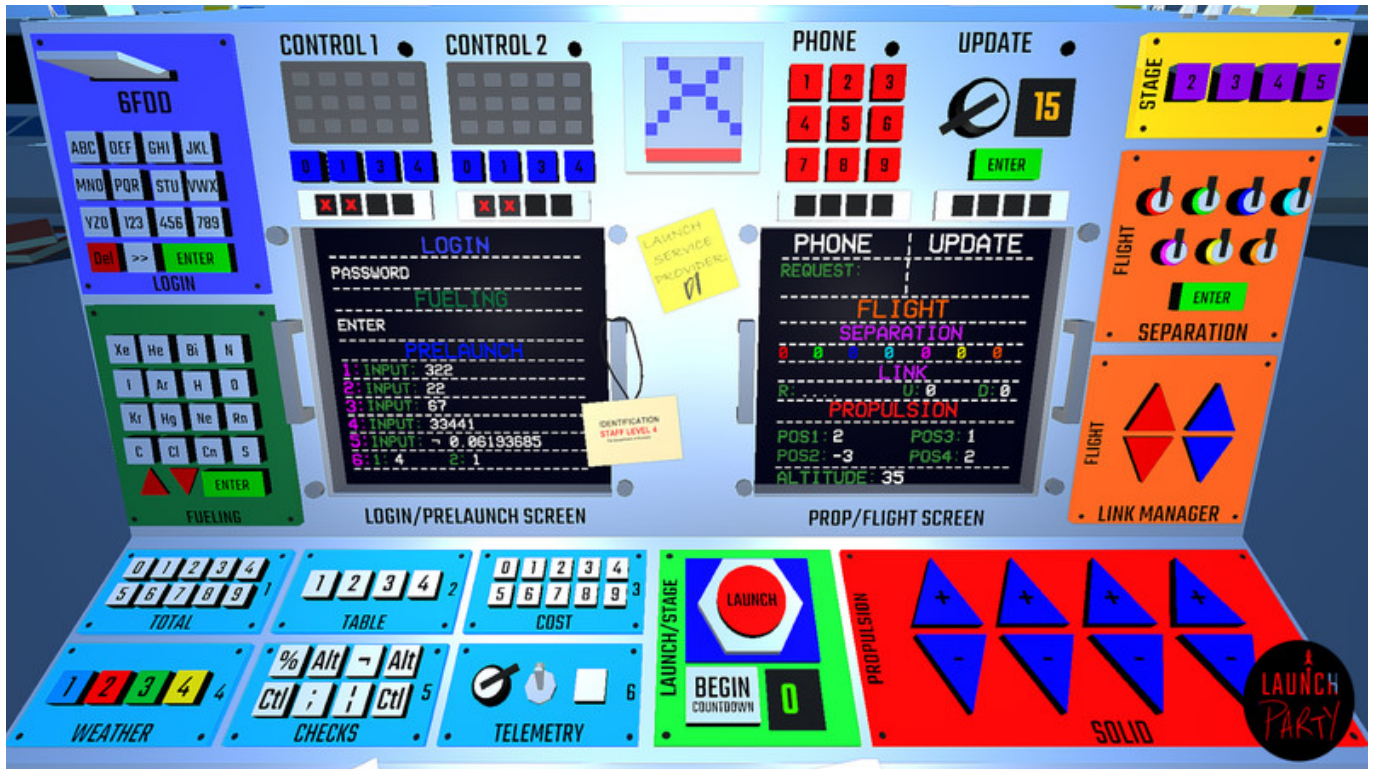 CONTROL 1
CONTROL 2
PHONE
UPDATE
6FDD
ABC DEF GHI JKL
MNO PQR STU VWX
YZ0 123 456 789
Del >> ENTER
LOGIN
0 1 3 4
0 1 3 4
X X
X X
1 2 3
4 5 6
7 8 9
15
ENTER
STAGE
2 3 4 5
FLIGHT
ENTER
SEPARATION
Xe He Bi N
I Ar H O
Kr Hg Ne Rn
C Cl Cn S
ENTER
FUELING
LOGIN
PASSWORD
FUELING
ENTER
PRELAUNCH
1: INPUT: 322
2: INPUT: 22
3: INPUT: 67
4: INPUT: 33441
5: INPUT: ¬ 0.06193685
6: 1: 4 2: 1
LOGIN/PRELAUNCH SCREEN
LAUNCH
SERVICE
PROVIDER:
IDENTIFICATION
STAFF LEVEL 4
PHONE UPDATE
REQUEST:
FLIGHT
SEPARATION
0 0 0 0 0 0 0
LINK
R: .... U: 0 D: 0
PROPULSION
POS1: 2 POS3: 1
POS2: -3 POS4: 2
ALTITUDE: 35
PROP/FLIGHT SCREEN
FLIGHT
LINK MANAGER
0 1 2 3 4
5 6 7 8 9
1
TOTAL
1 2 3 4
2
TABLE
0 1 2 3 4
5 6 7 8 9
3
COST
1 2 3 4
4
WEATHER
% Alt ¬ Alt
Ctl ; ¦ Ctl
5
CHECKS
6
TELEMETRY
LAUNCH/STAGE
LAUNCH
BEGIN
COUNTDOWN
0
PROPULSION
+ + + +
- - - -
SOLID
LAUNCH
PARTY